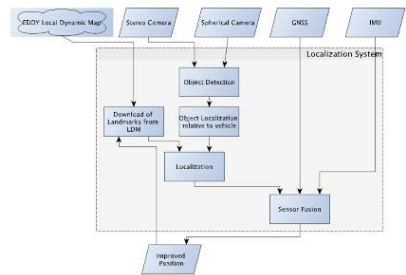 EDDY Local Dynamic Map
Stereo Camera
Spherical Camera
GNSS
IMU
Localization System
Object Detection
Download of
Landmarks from
LDM
Object Localization
relative to vehicle
Localization
Sensor Fusion
Improved
Position